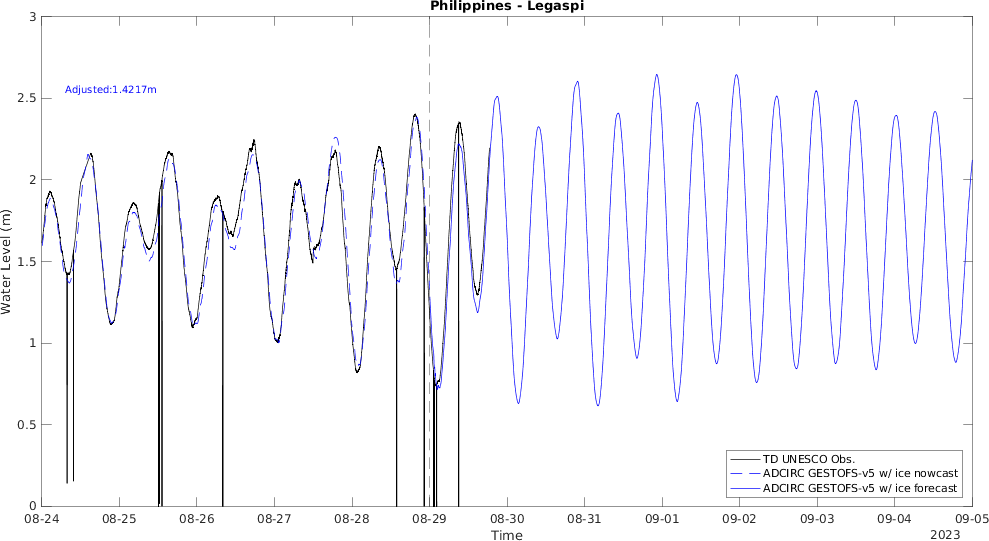 Philippines - Legaspi
Adjusted:1.4217m
Water Level (m)
3
2.5
2
1.5
1
0.5
0
TD UNESCO Obs.
ADCIRC GESTOFS-v5 w/ ice nowcast
ADCIRC GESTOFS-v5 w/ ice forecast
08-24 08-25 08-26 08-27 08-28 08-29 08-30 08-31 09-01 09-02 09-03 09-04 09-05
Time
2023